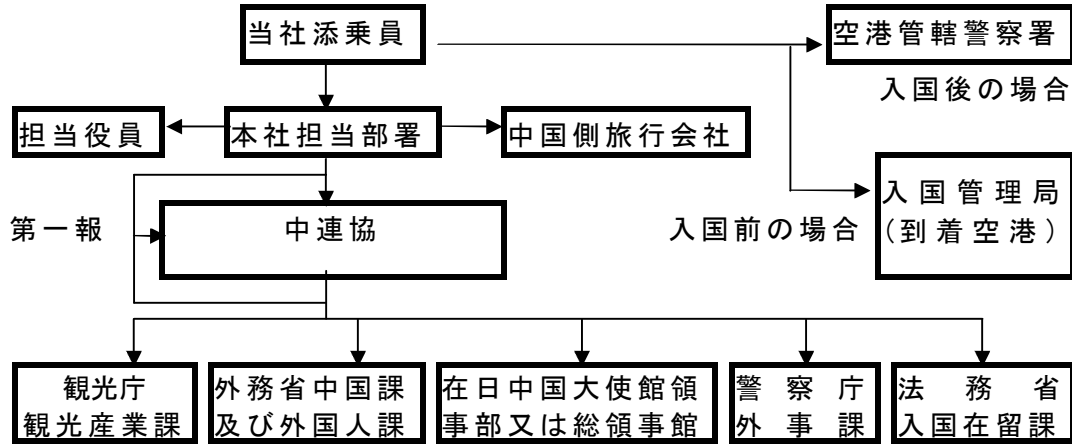 当社添乗員
空港管轄警察署
入国後の場合
担当役員
本社担当部署
中国側旅行会社
入国管理局
(到着空港)
第一報
中連協
入国前の場合
観光庁
観光産業課
外務省中国課
及び外国人課
在日中国大使館領
事部又は総領事館
警察庁
外事課
法務省
入国在留課